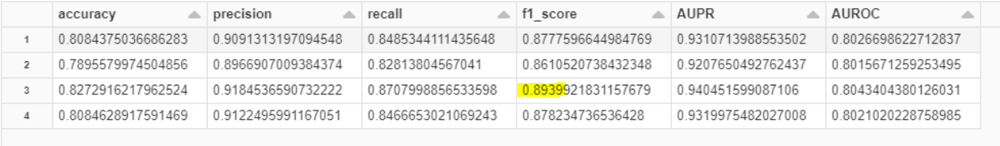 accuracy precision recall f1_score AUPR AUROC
1 0.8084375036686283 0.9091313197094548 0.8485344111435648 0.8777596644984769 0.9310713988553502 0.8026698622712837
2 0.7895579974504856 0.8966907009384374 0.82813804567041 0.8610520738432348 0.9207650492762437 0.8015671259253495
3 0.8272916217962524 0.9184536590732222 0.8707998856533598 0.8939921831157679 0.940451599087106 0.8043404380126031
4 0.8084628917591469 0.9122495991167051 0.8466653021069243 0.878234736536428 0.9319975482027008 0.8021020228758985